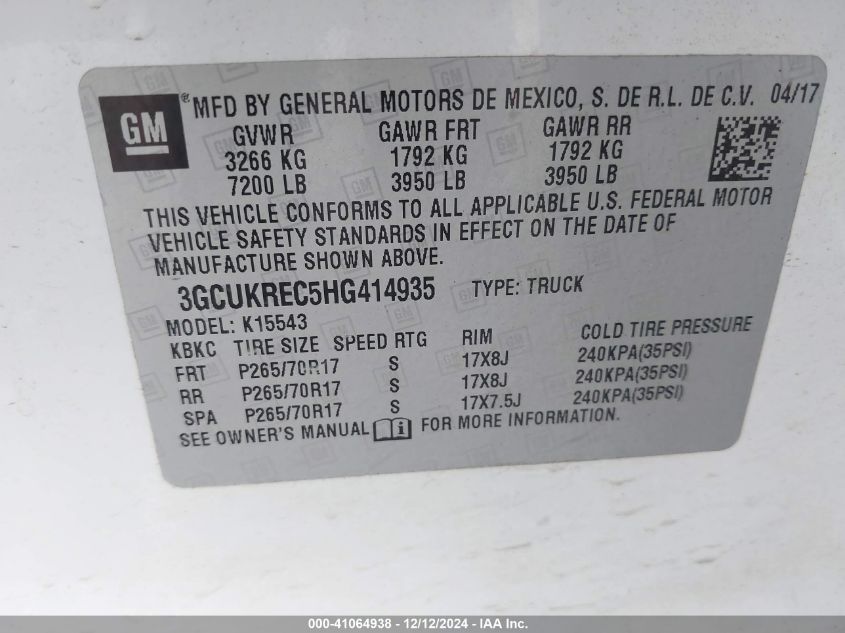 GM
® MFD BY GENERAL MOTORS DE MEXICO, S. DE R.L. DE C.V. 04/17
GVWR GAWR FRT GAWR RR
3266 KG 1792 KG 1792 KG
7200 LB 3950 LB 3950 LB
THIS VEHICLE CONFORMS TO ALL APPLICABLE U.S. FEDERAL MOTOR
VEHICLE SAFETY STANDARDS IN EFFECT ON THE DATE OF
MANUFACTURE SHOWN ABOVE.
3GCUKREC5HG414935 TYPE: TRUCK
MODEL: K15543
KBKC TIRE SIZE SPEED RTG RIM COLD TIRE PRESSURE
FRT P265/70R17 S 17X8J 240KPA(35PSI)
RR P265/70R17 S 17X8J 240KPA(35PSI)
SPA P265/70R17 S 17X7.5J 240KPA(35PSI)
SEE OWNER'S MANUAL i FOR MORE INFORMATION.
000-41064938 - 12/12/2024 - IAA Inc.